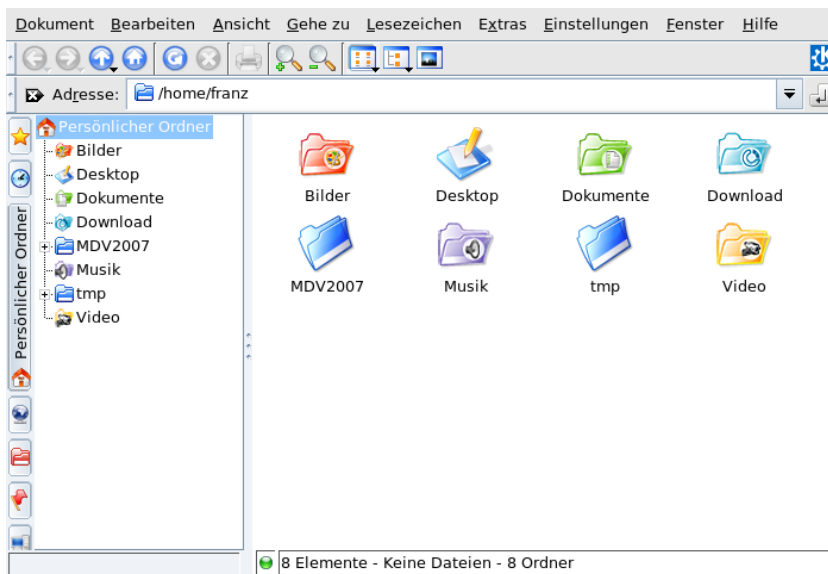 Dokument Bearbeiten Ansicht Gehe zu Lesezeichen Extras Einstellungen Fenster Hilfe
Adresse: /home/franz
Persönlicher Ordner
Persönlicher Ordner
Bilder
Desktop
Dokumente
Download
MDV2007
Musik
tmp
Video
Bilder Desktop Dokumente Download
MDV2007 Musik tmp Video
8 Elemente - Keine Dateien - 8 Ordner